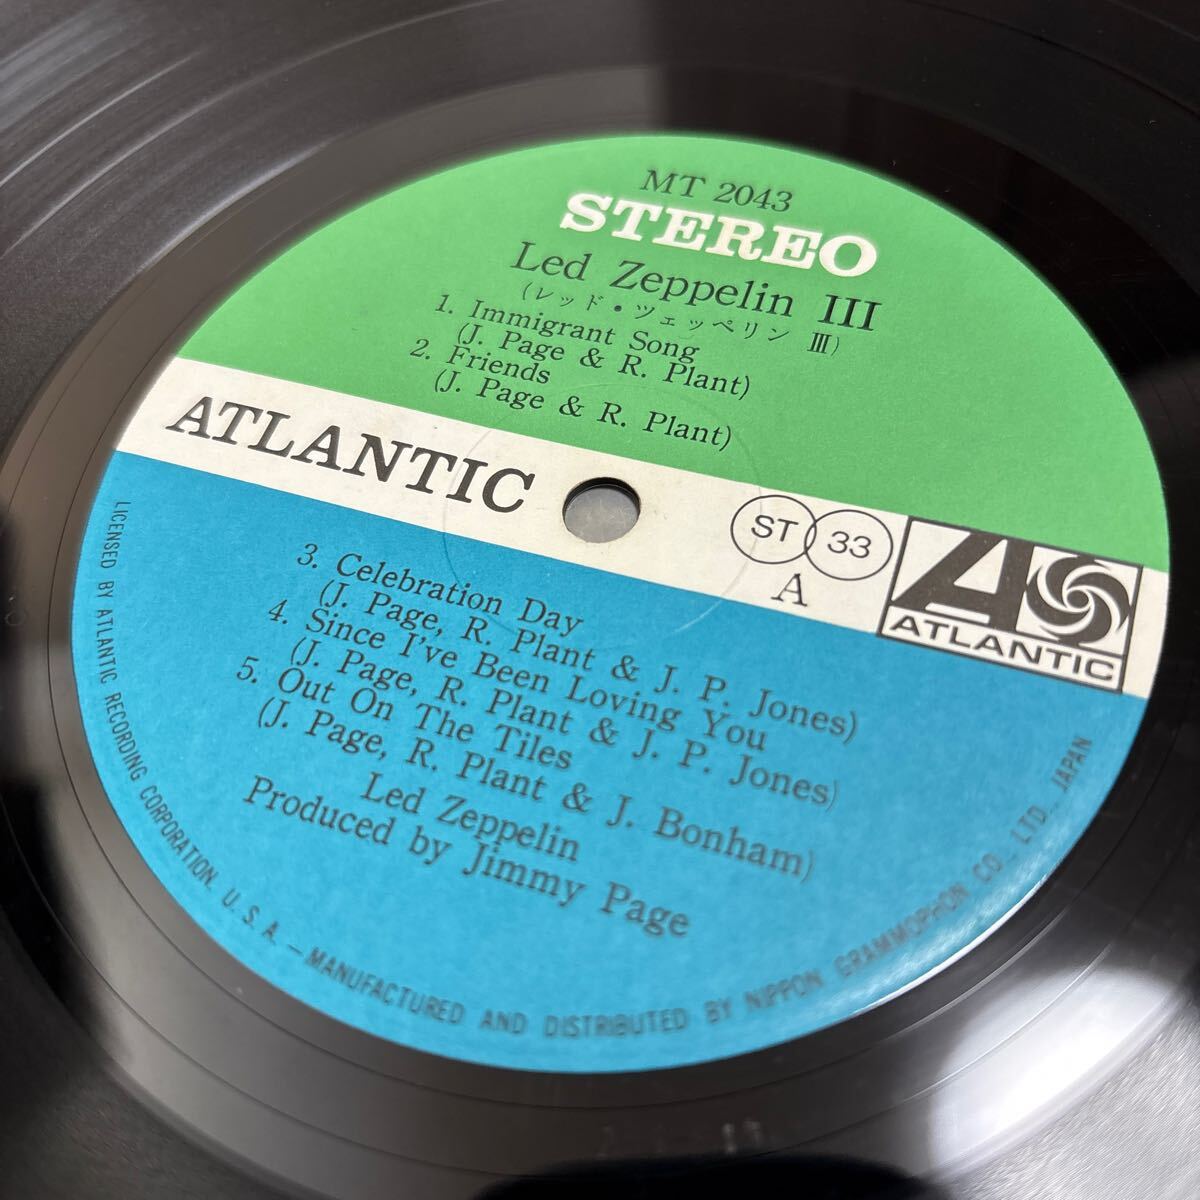 MT 2043
STEREO
Led Zeppelin III
(レッド・ツェッペリン III)
1. Immigrant Song
(J. Page & R. Plant)
2. Friends
(J. Page & R. Plant)
ATLANTIC
ST 33
A
ATLANTIC
3. Celebration Day
(J. Page, R. Plant & J. P. Jones)
4. Since I've Been Loving You
(J. Page, R. Plant & J. P. Jones)
5. Out On The Tiles
(J. Page, R. Plant & J. Bonham)
Led Zeppelin
Produced by Jimmy Page
LICENSED BY ATLANTIC RECORDING CORPORATION. U. S. A. — MANUFACTURED AND DISTRIBUTED BY NIPPON GRAMMOPHON CO., LTD., JAPAN